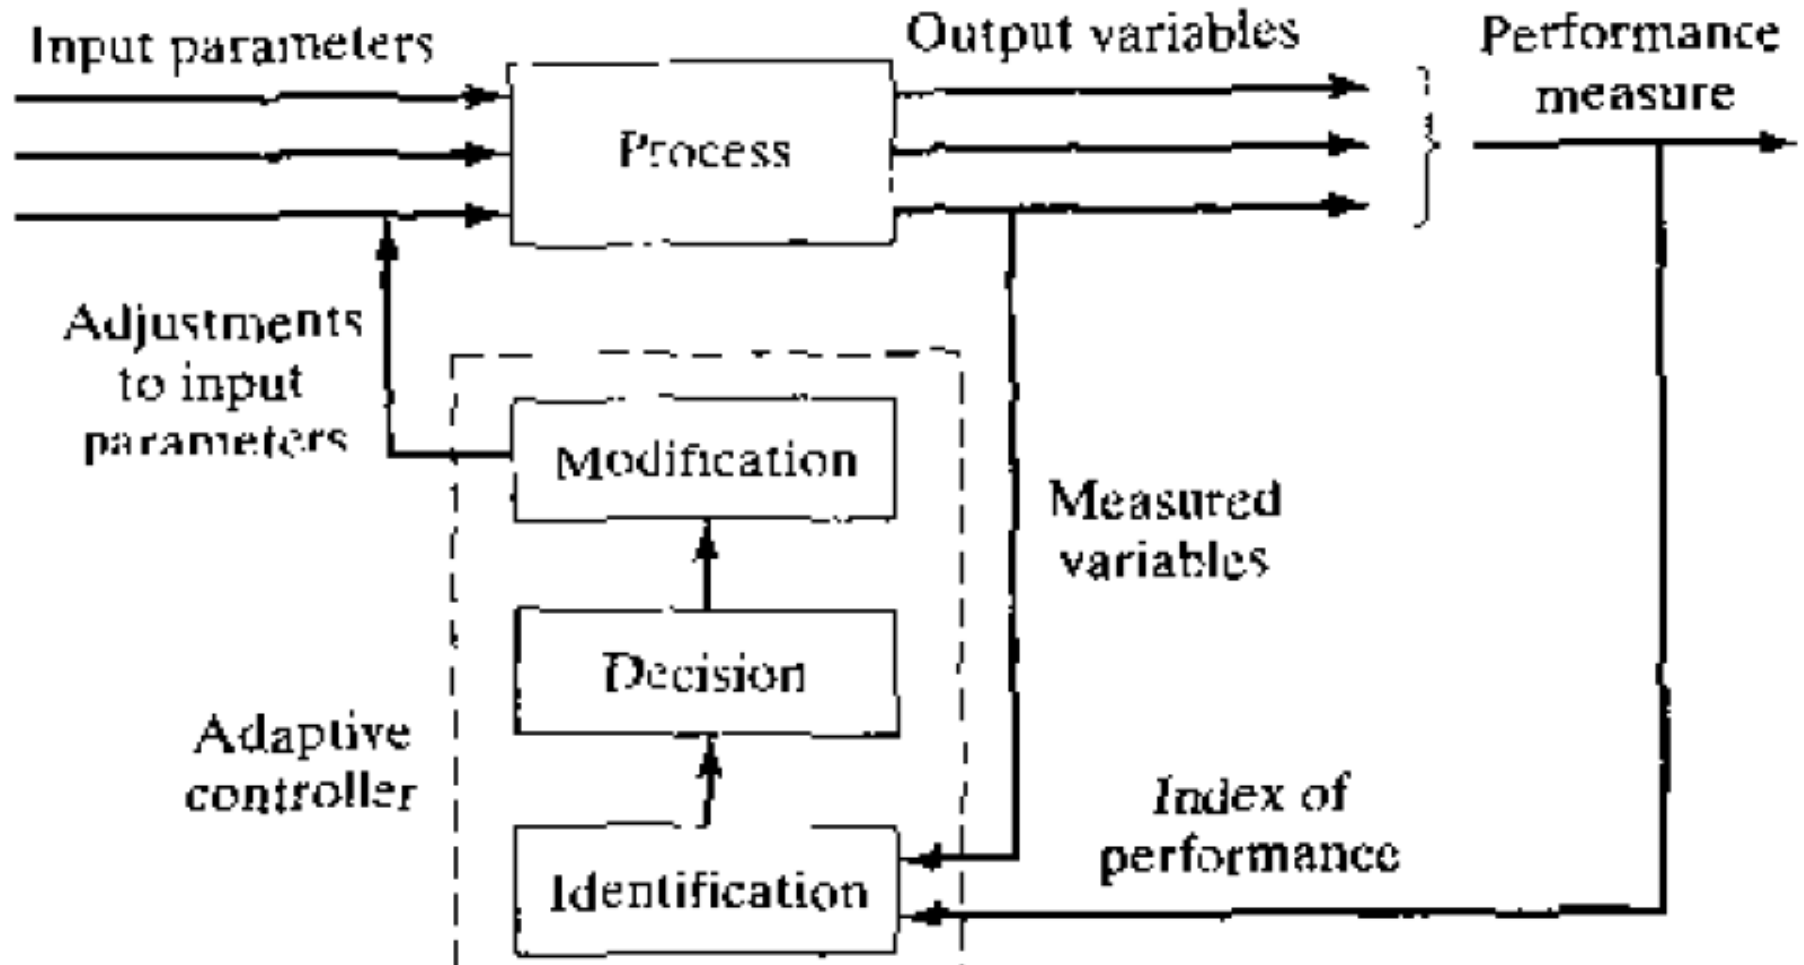 Input parameters
Output variables
Performance
measure
Process
Adjustments
to input
parameters
Modification
Measured
variables
Decision
Adaptive
controller
Index of
performance
Identification